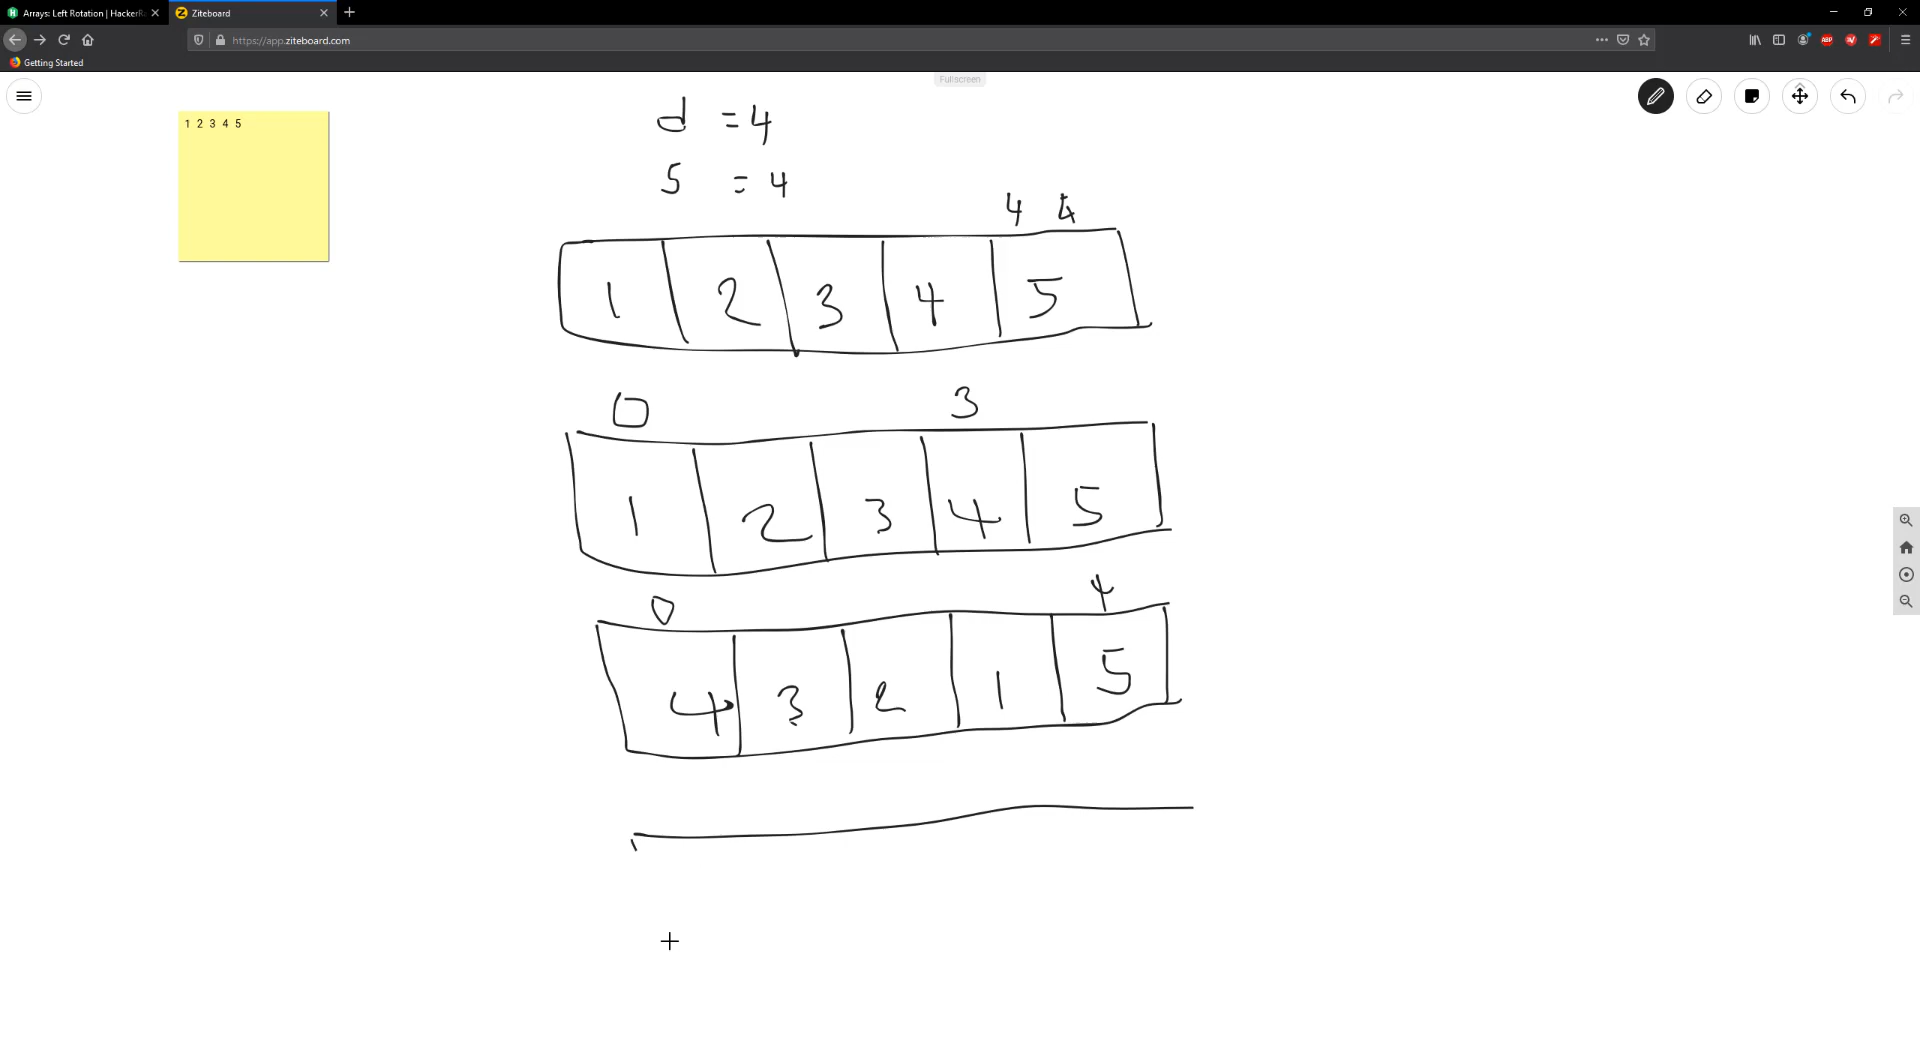 Arrays: Left Rotation | HackerR
Ziteboard
https://app.ziteboard.com
ABP
Getting Started
Fullscreen
1 2 3 4 5
d = 4
5 = 4
4 4
1 2 3 4 5
0 3
1 2 3 4 5
0 4
4 3 2 1 5